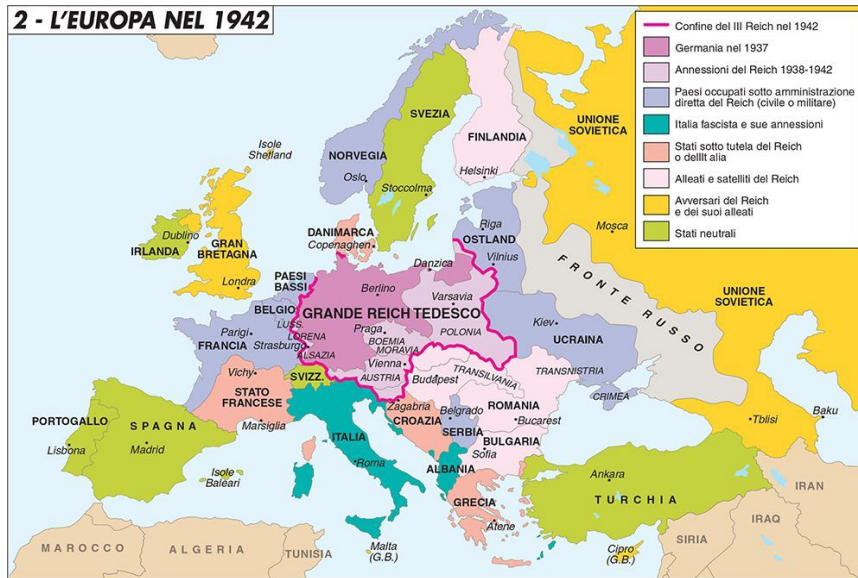 2 - L'EUROPA NEL 1942
Confine del III Reich nel 1942
Germania nel 1937
Annessioni del Reich 1938-1942
Paesi occupati sotto amministrazione
diretta del Reich (civile o militare)
Italia fascista e sue annessioni
Stati sotto tutela del Reich
o delllt alia
Alleati e satelliti del Reich
Avversari del Reich
e dei suoi alleati
Stati neutrali
Isole
Shetland
NORVEGIA
Oslo
SVEZIA
Stoccolma
FINLANDIA
Helsinki
UNIONE
SOVIETICA
Mosca
Dublino
IRLANDA
GRAN
BRETAGNA
Londra
DANIMARCA
Copenaghen
Riga
OSTLAND
Vilnius
PAESI
BASSI
BELGIO
LUSS.
LORENA
ALSAZIA
Strasburgo
Parigi
FRANCIA
Danzica
Berlino
Varsavia
GRANDE REICH TEDESCO
POLONIA
Praga
BOEMIA
MORAVIA
Vienna
AUSTRIA
FRONTE RUSSO
UNIONE
SOVIETICA
Kiev
UCRAINA
TRANSNISTRIA
CRIMEA
Vichy
STATO
FRANCESE
Marsiglia
SVIZZ.
Budapest
TRANSILVANIA
ROMANIA
Bucarest
Zagabria
CROAZIA
Belgrado
SERBIA
BULGARIA
Sofia
PORTOGALLO
Lisbona
SPAGNA
Madrid
Isole
Baleari
ITALIA
Roma
ALBANIA
GRECIA
Atene
Tblisi
Baku
Ankara
TURCHIA
IRAN
IRAQ
SIRIA
Cipro
(G.B.)
Malta
(G.B.)
MAROCCO
ALGERIA
TUNISIA